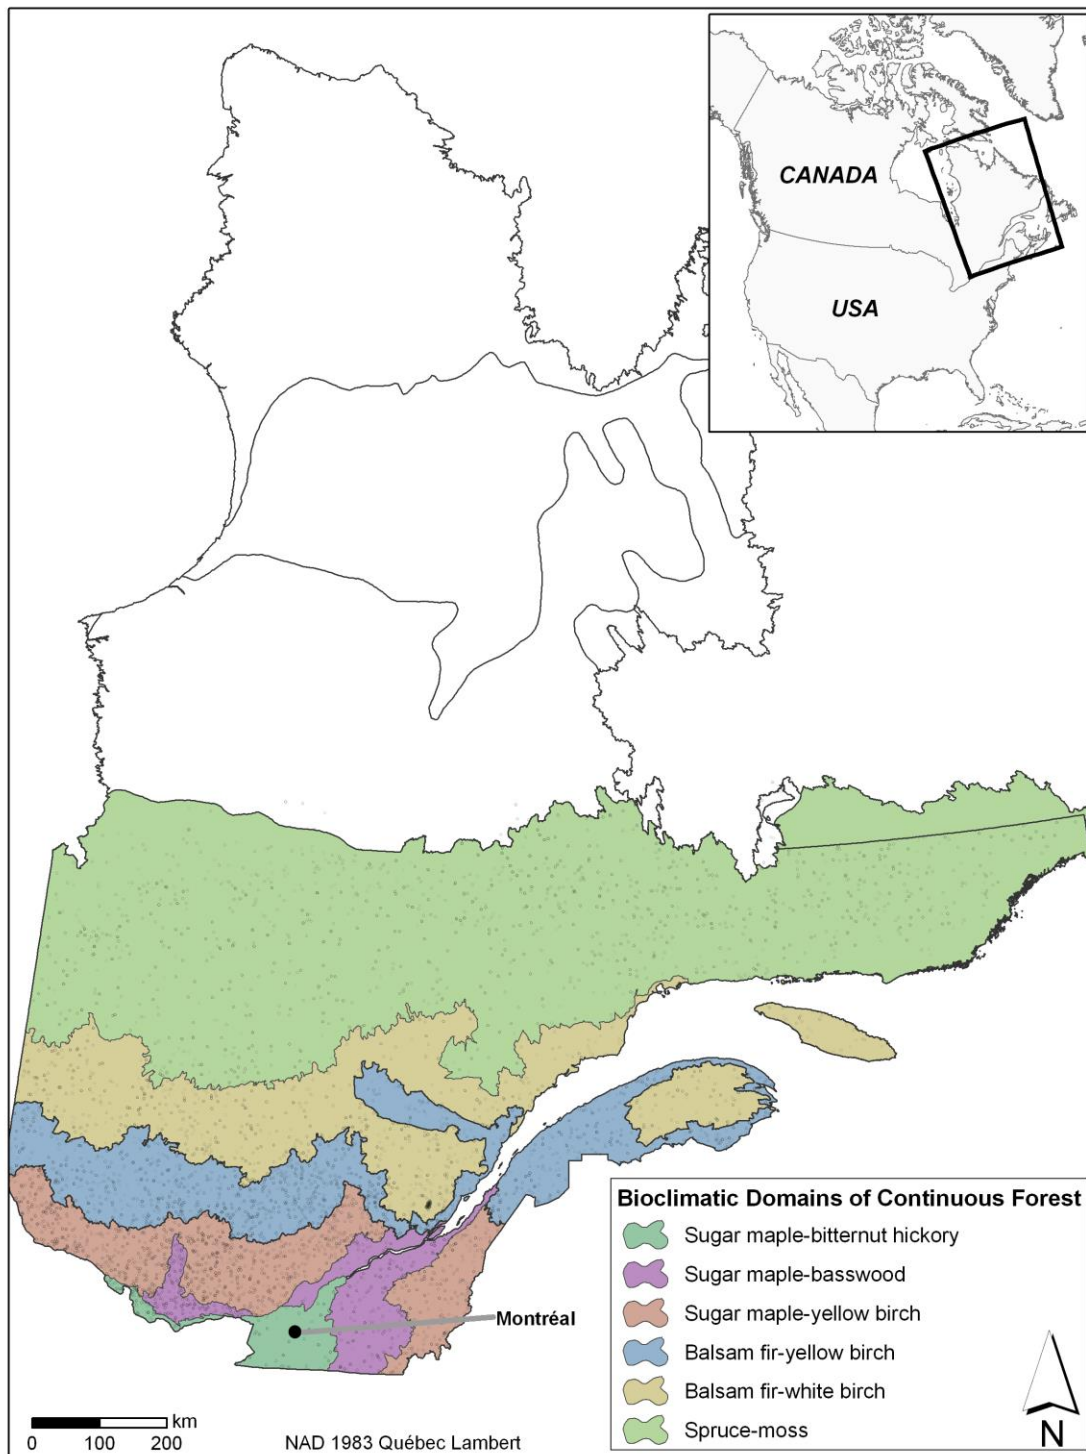 CANADA
USA
Montréal
Bioclimatic Domains of Continuous Forest
Sugar maple-bitternut hickory
Sugar maple-basswood
Sugar maple-yellow birch
Balsam fir-yellow birch
Balsam fir-white birch
Spruce-moss
N
km
0 100 200
NAD 1983 Québec Lambert